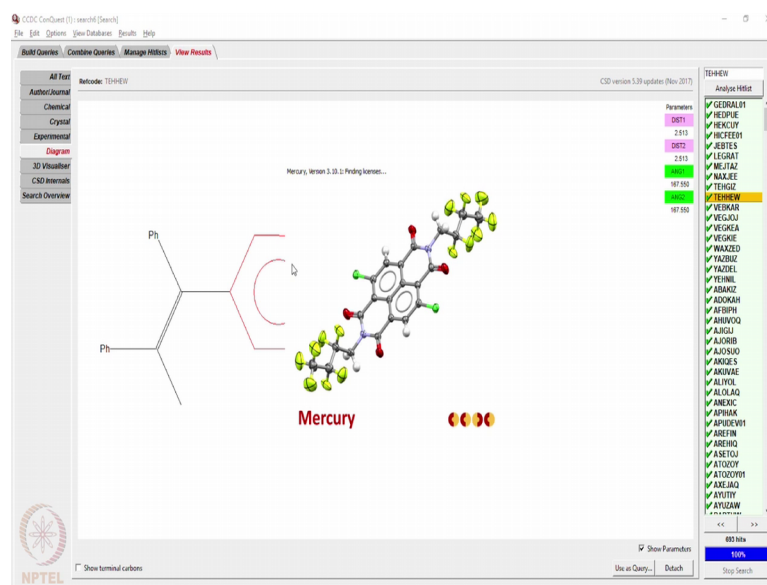 CCDC ConQuest (1) : search6 [Search]
File Edit Options View Databases Results Help
Build Queries Combine Queries Manage Hitlists View Results
All Text
Author/Journal
Chemical
Crystal
Experimental
Diagram
3D Visualiser
CSD Internals
Search Overview
Refcode: TEHHEW
CSD version 5.39 updates (Nov 2017)
Parameters
DIST1
2.513
DIST2
2.513
ANG1
167.550
ANG2
167.550
Mercury, Version 3.10.1: Finding licenses...
Ph
Ph
Mercury
TEHHEW
Analyse Hitlist
GEDRAL01
HEDPUE
HEKCUY
HICFEE01
JEBTES
LEGRAT
MEJTAZ
NAXJEE
TEHGIZ
TEHHEW
VEBKAR
VEGJOJ
VEGKEA
VEGKIE
WAXZED
YAZBUZ
YAZDEL
YEHNIL
ABAKIZ
ADOKAH
AFBIPH
AHUVOQ
AJIGIJ
AJORIB
AJOSUO
AKIQES
AKUVAE
ALIYOL
ALOLAQ
ANEXIC
APIHAK
APUDEV01
AREFIN
AREHIQ
ASETOJ
ATOZOY
ATOZOY01
AXEJAQ
AYUTIY
AYUZAW
<< >>
693 hits
100%
Stop Search
Show Parameters
Show terminal carbons
Use as Query... Detach
NPTEL